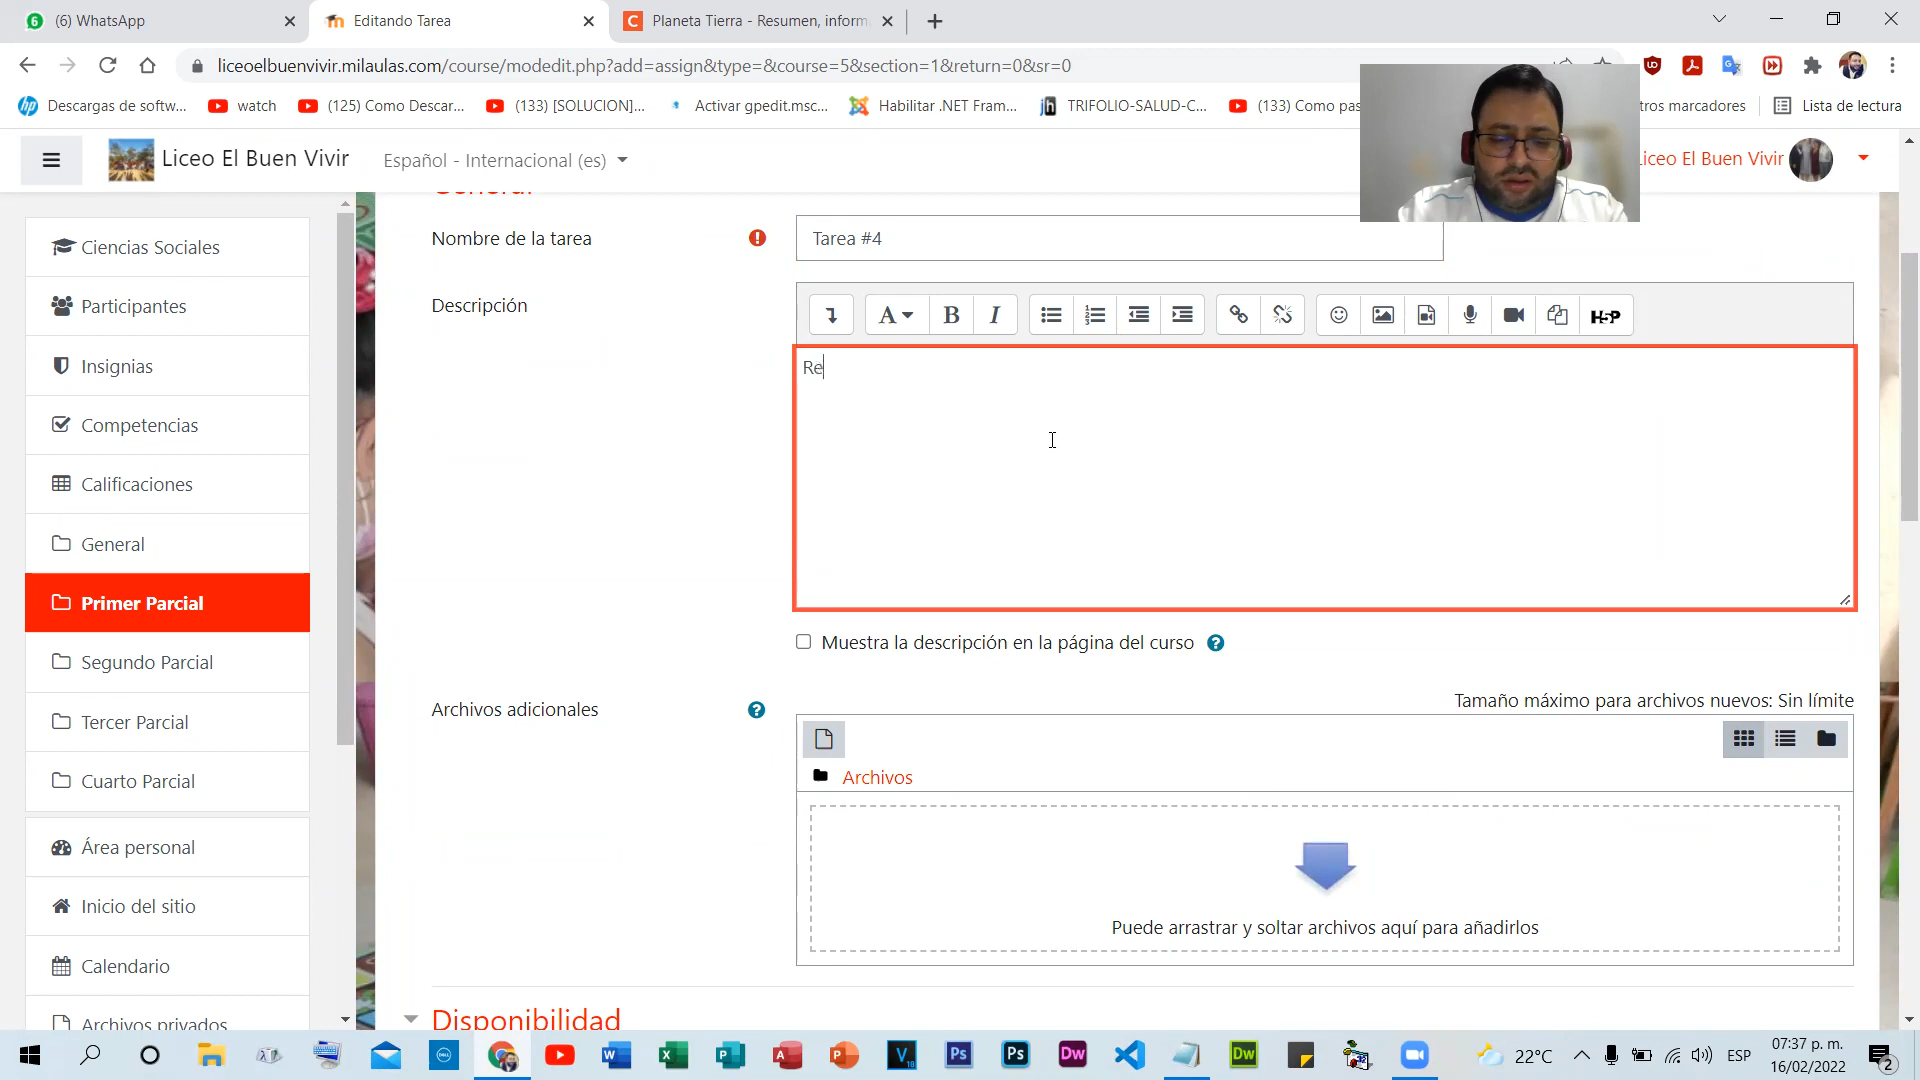 (6) WhatsApp
Editando Tarea
Planeta Tierra - Resumen, inform
liceoelbuenvivir.milaulas.com/course/modedit.php?add=assign&type=&course=5&section=1&return=0&sr=0
Descargas de softw...
watch
(125) Como Descar...
(133) [SOLUCION]...
Activar gpedit.msc...
Habilitar .NET Fram...
TRIFOLIO-SALUD-C...
(133) Como pas
tros marcadores
Lista de lectura
Liceo El Buen Vivir
Español - Internacional (es)
Liceo El Buen Vivir
General
Ciencias Sociales
Participantes
Insignias
Competencias
Calificaciones
General
Primer Parcial
Segundo Parcial
Tercer Parcial
Cuarto Parcial
Área personal
Inicio del sitio
Calendario
Archivos privados
Nombre de la tarea
Tarea #4
Descripción
A
B
I
H5P
Re
Muestra la descripción en la página del curso
Archivos adicionales
Tamaño máximo para archivos nuevos: Sin límite
Archivos
Puede arrastrar y soltar archivos aquí para añadirlos
Disponibilidad
22°C
ESP
07:37 p. m.
16/02/2022
2